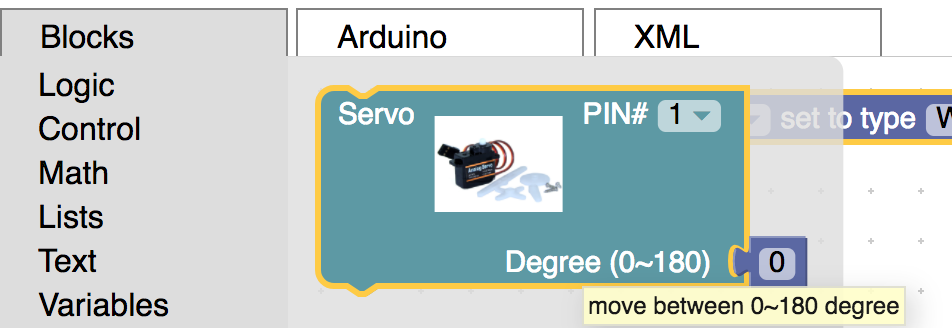 Blocks
Arduino
XML
Logic
Control
Math
Lists
Text
Variables
Servo
PIN# 1
set to type W
Degree (0~180) 0
move between 0~180 degree